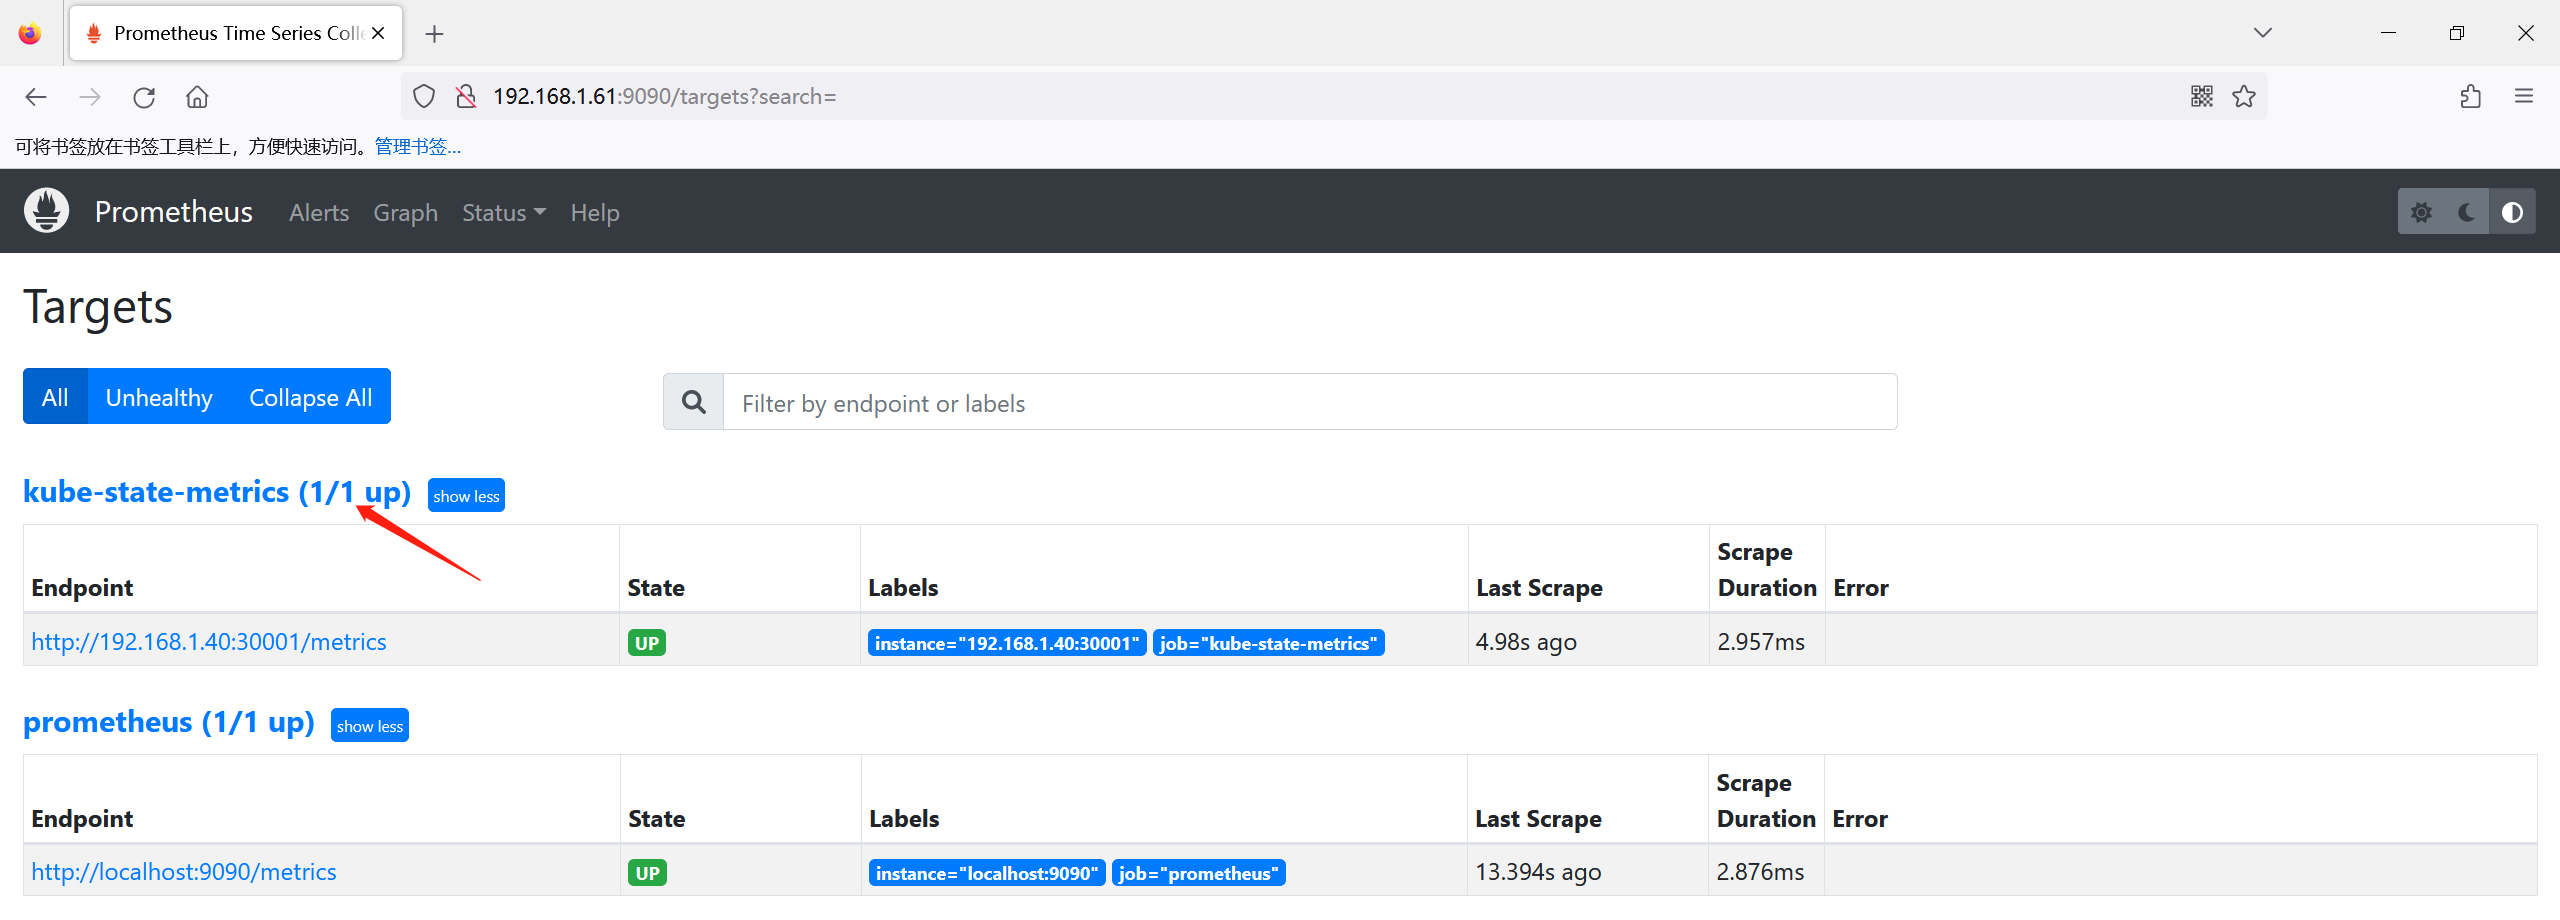 Prometheus Time Series Colle
192.168.1.61:9090/targets?search=
可将书签放在书签工具栏上，方便快速访问。管理书签...
Prometheus Alerts Graph Status Help
Targets
All Unhealthy Collapse All
Filter by endpoint or labels
kube-state-metrics (1/1 up) show less
Endpoint State Labels Last Scrape Scrape Duration Error
http://192.168.1.40:30001/metrics UP instance="192.168.1.40:30001" job="kube-state-metrics" 4.98s ago 2.957ms
prometheus (1/1 up) show less
Endpoint State Labels Last Scrape Scrape Duration Error
http://localhost:9090/metrics UP instance="localhost:9090" job="prometheus" 13.394s ago 2.876ms